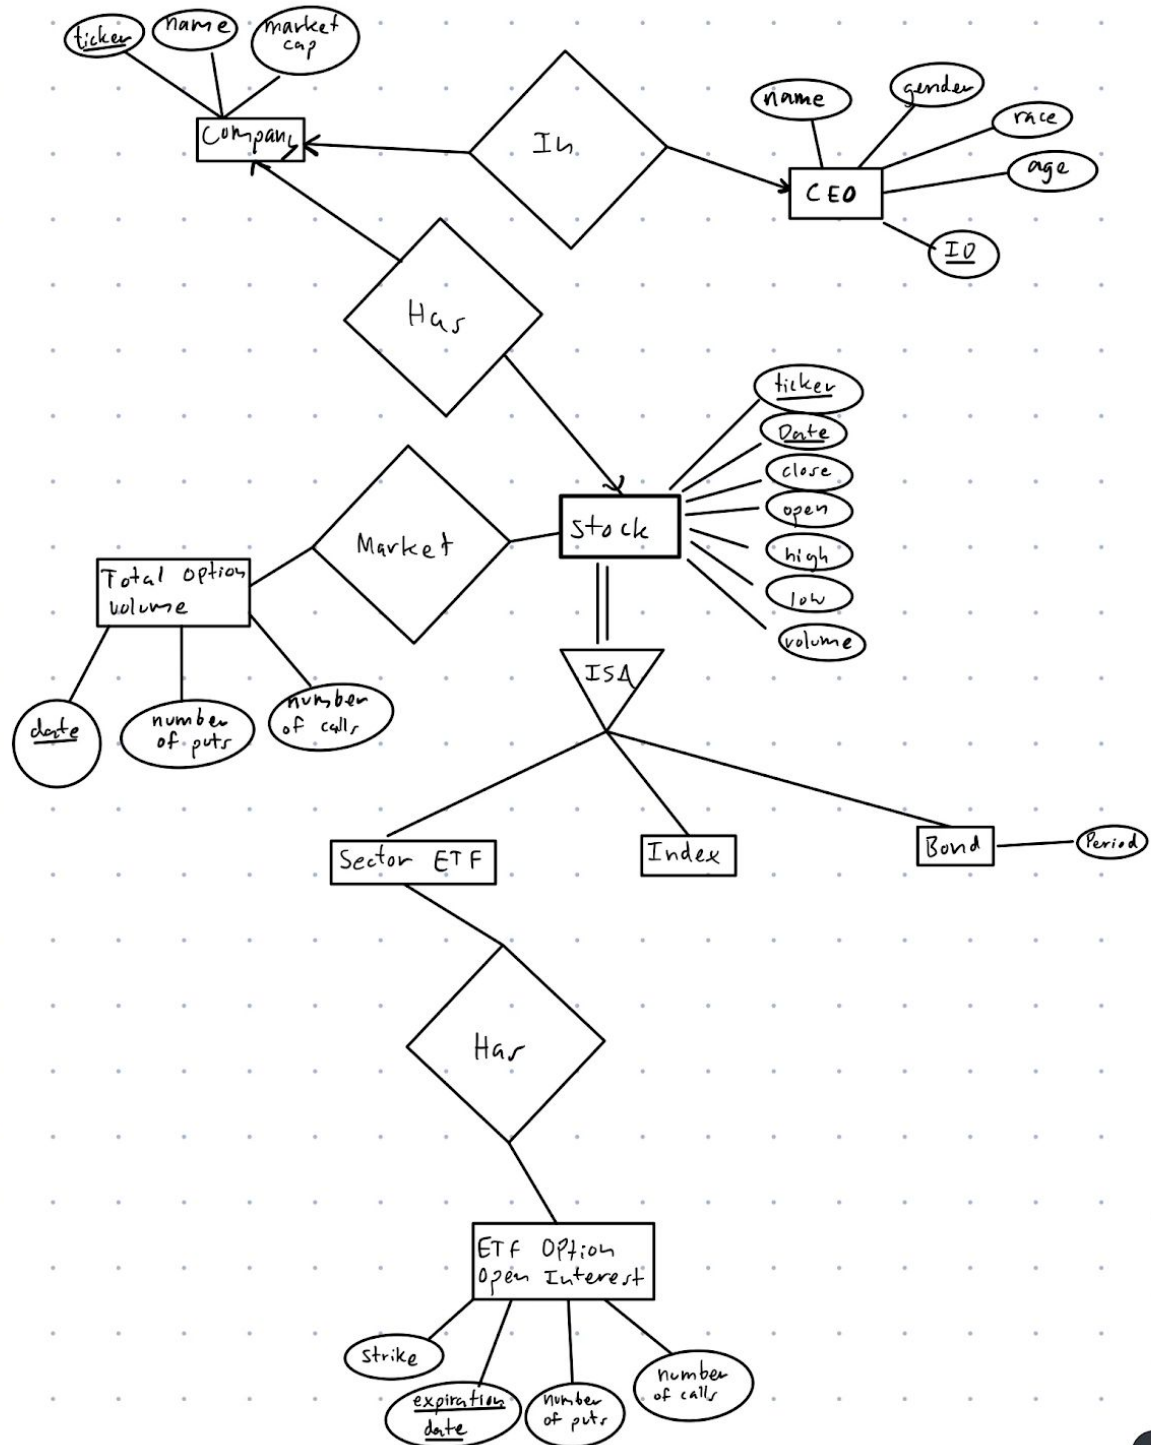 ticker
name
market
cap
Company
In
name
gender
race
age
CEO
ID
Has
ticker
Date
close
open
high
low
volume
Stock
Market
Total Option
volume
date
number
of puts
number
of calls
ISA
Sector ETF
Index
Bond
Period
Has
ETF Option
Open Interest
strike
expiration
date
number
of puts
number
of calls